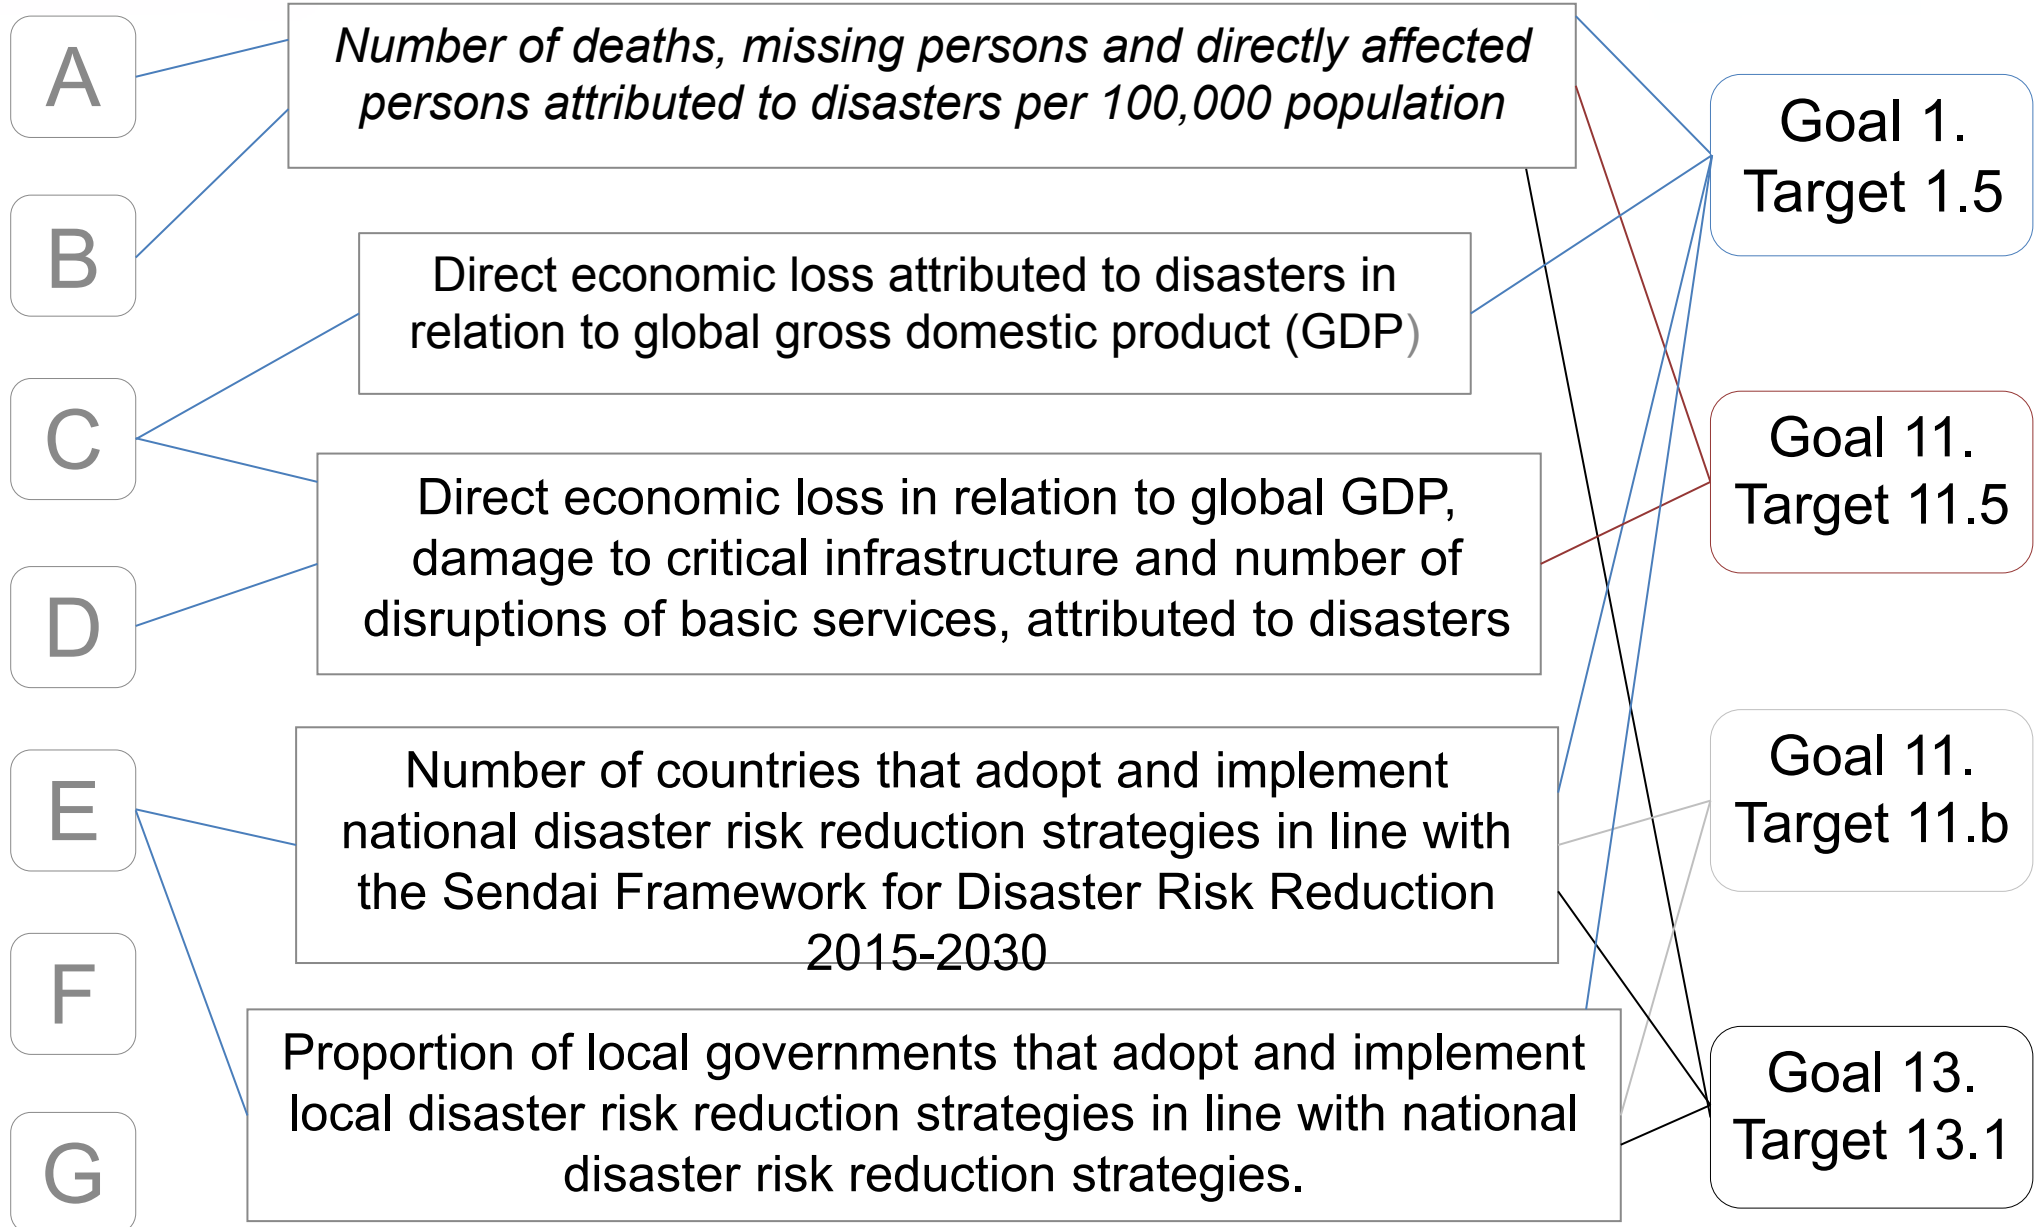 A
B
C
D
E
F
G
Number of deaths, missing persons and directly affected
persons attributed to disasters per 100,000 population
Direct economic loss attributed to disasters in
relation to global gross domestic product (GDP)
Direct economic loss in relation to global GDP,
damage to critical infrastructure and number of
disruptions of basic services, attributed to disasters
Number of countries that adopt and implement
national disaster risk reduction strategies in line with
the Sendai Framework for Disaster Risk Reduction
2015-2030
Proportion of local governments that adopt and implement
local disaster risk reduction strategies in line with national
disaster risk reduction strategies.
Goal 1.
Target 1.5
Goal 11.
Target 11.5
Goal 11.
Target 11.b
Goal 13.
Target 13.1